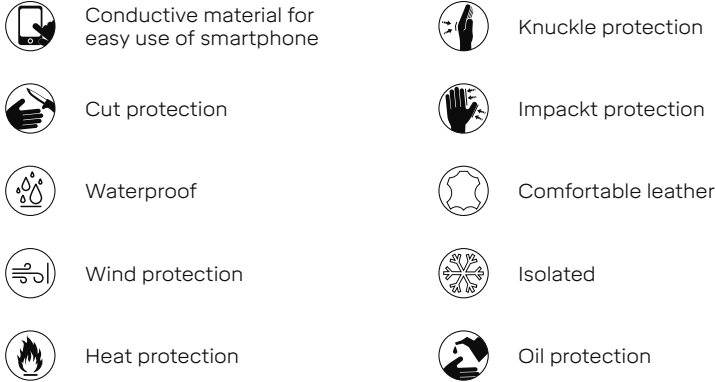 Conductive material for
easy use of smartphone
Cut protection
Waterproof
Wind protection
Heat protection
Knuckle protection
Impackt protection
Comfortable leather
Isolated
Oil protection